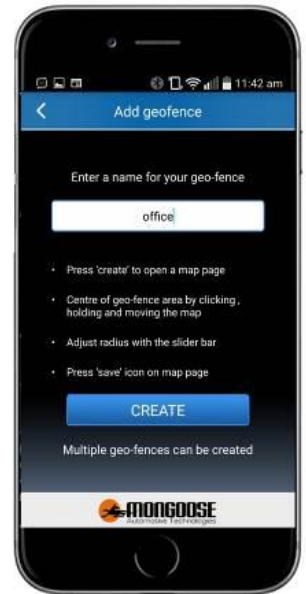 11:42 am
Add geofence
Enter a name for your geo-fence
office
• Press 'create' to open a map page
• Centre of geo-fence area by clicking,
holding and moving the map
• Adjust radius with the slider bar
• Press 'save' icon on map page
CREATE
Multiple geo-fences can be created
MONGOOSE
Automotive Technologies